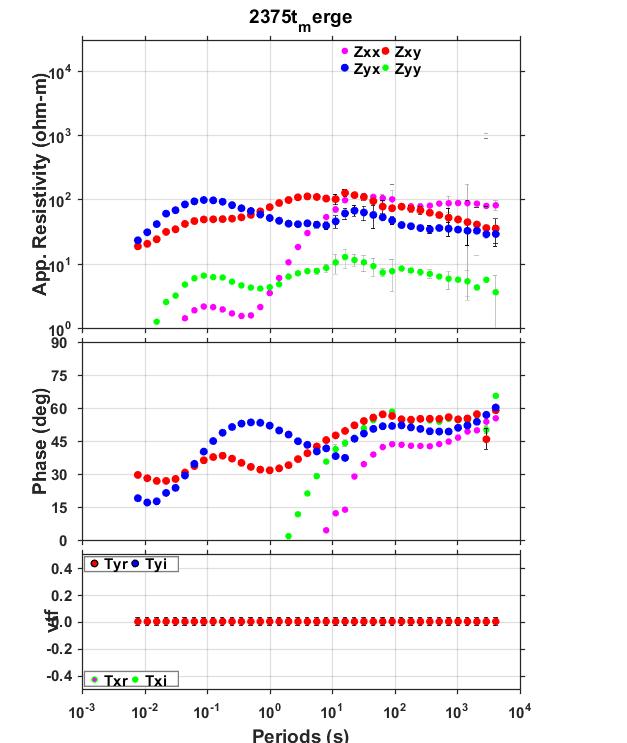 2375t_merge
Zxx Zxy
Zyx Zyy
App. Resistivity (ohm-m)
10^4
10^3
10^2
10^1
10^0
Phase (deg)
90
75
60
45
30
15
0
Tyr Tyi
vtf
0.4
0.2
0.0
-0.2
-0.4
Txr Txi
10^-3 10^-2 10^-1 10^0 10^1 10^2 10^3 10^4
Periods (s)